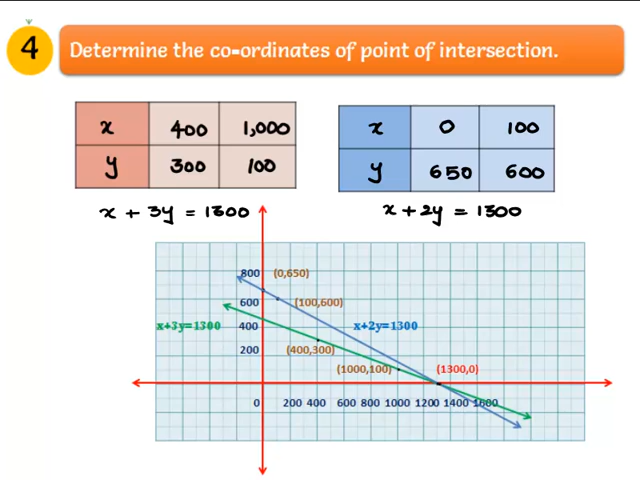 4
Determine the co-ordinates of point of intersection.
x 400 1,000
y 300 100
x 0 100
y 650 600
x + 3y = 1300
x + 2y = 1300
800 (0,650)
600 (100,600)
x+3y=1300 400 x+2y=1300
200 (400,300)
(1000,100) (1300,0)
0 200 400 600 800 1000 1200 1400 1600